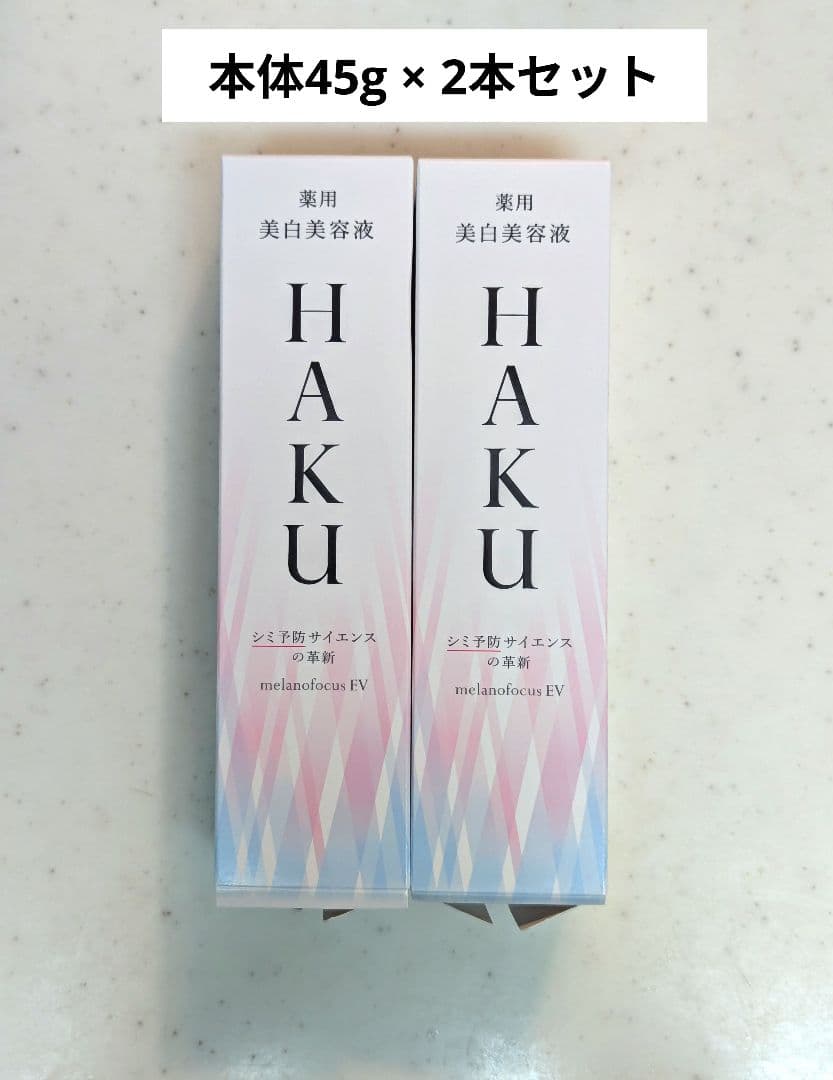 本体45g × 2本セット
薬用
美白美容液
HAKU
シミ予防サイエンス
の革新
melanofocus EV
薬用
美白美容液
HAKU
シミ予防サイエンス
の革新
melanofocus EV